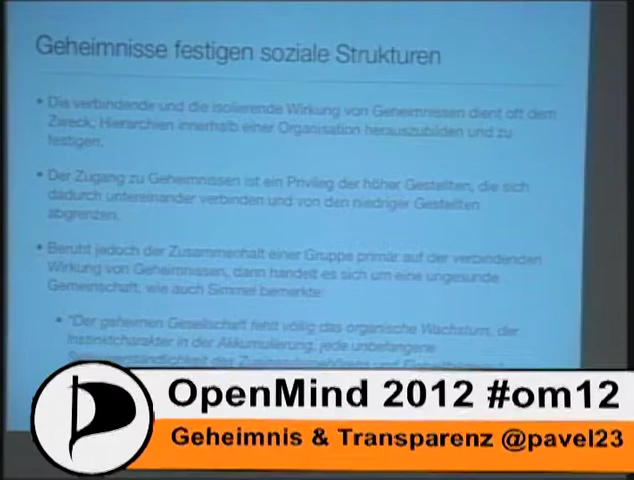 Geheimnisse festigen soziale Strukturen
• Die verbindende und die isolierende Wirkung von Geheimnissen dient oft dem
Zweck, Hierarchien innerhalb einer Organisation herauszubilden und zu
festigen.
• Der Zugang zu Geheimnissen ist ein Privileg der höher Gestellten, die sich
dadurch untereinander verbinden und von den niedriger Gestellten
abgrenzen.
• Beruht jedoch der Zusammenhalt einer Gruppe primär auf der verbindenden
Wirkung von Geheimnissen, dann handelt es sich um eine ungesunde
Gemeinschaft, wie auch Simmel bemerkte:
• "Der geheimen Gesellschaft fehlt völlig das organische Wachstum, der
Instinktcharakter in der Akkumulierung, jede unbefangene
OpenMind 2012 #om12
Geheimnis & Transparenz @pavel23